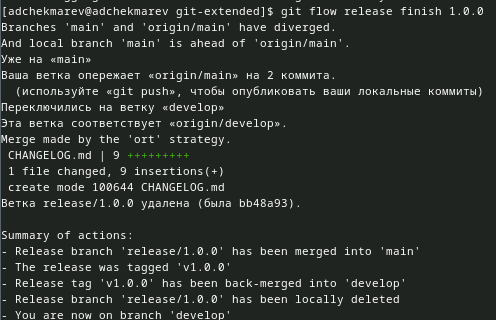 [adchekmarev@adchekmarev git-extended]$ git flow release finish 1.0.0
Branches 'main' and 'origin/main' have diverged.
And local branch 'main' is ahead of 'origin/main'.
Уже на «main»
Ваша ветка опережает «origin/main» на 2 коммита.
  (используйте «git push», чтобы опубликовать ваши локальные коммиты)
Переключились на ветку «develop»
Эта ветка соответствует «origin/develop».
Merge made by the 'ort' strategy.
 CHANGELOG.md | 9 +++++++++
 1 file changed, 9 insertions(+)
 create mode 100644 CHANGELOG.md
Ветка release/1.0.0 удалена (была bb48a93).

Summary of actions:
- Release branch 'release/1.0.0' has been merged into 'main'
- The release was tagged 'v1.0.0'
- Release tag 'v1.0.0' has been back-merged into 'develop'
- Release branch 'release/1.0.0' has been locally deleted
- You are now on branch 'develop'